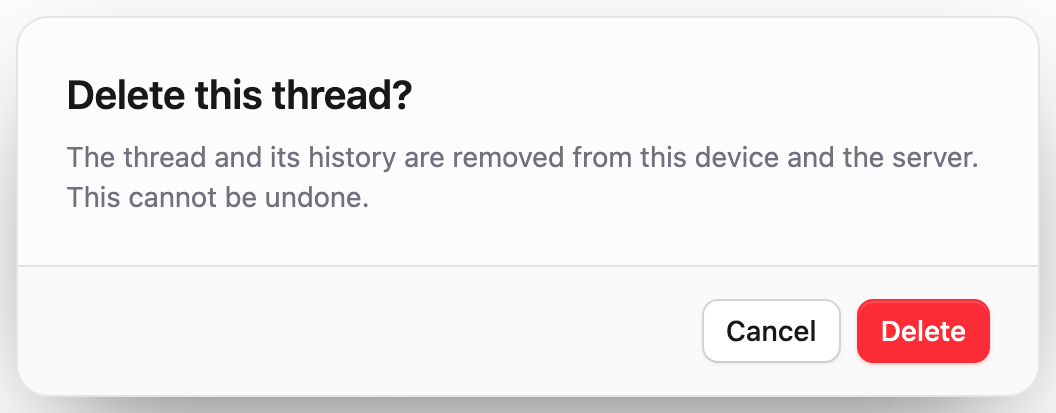 Delete this thread?
The thread and its history are removed from this device and the server.
This cannot be undone.
Cancel
Delete